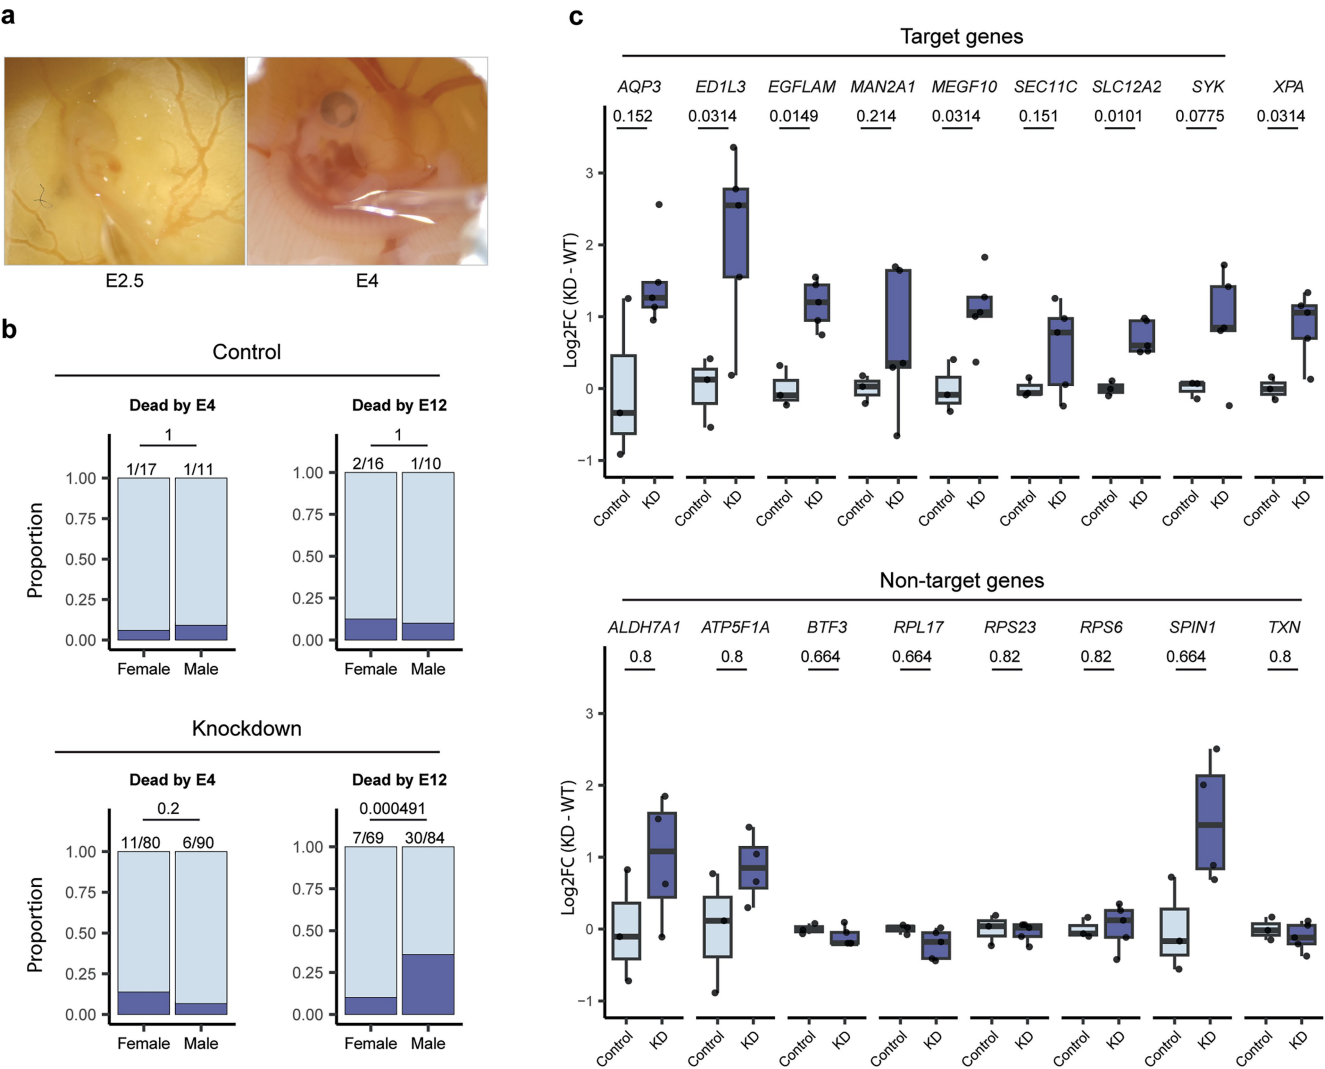 a
E2.5 E4
b
Control
Dead by E4 Dead by E12
1 1
1/17 1/11 2/16 1/10
Proportion
1.00 1.00
0.75 0.75
0.50 0.50
0.25 0.25
0.00 0.00
Female Male Female Male
Knockdown
Dead by E4 Dead by E12
0.2 0.000491
11/80 6/90 7/69 30/84
Proportion
1.00 1.00
0.75 0.75
0.50 0.50
0.25 0.25
0.00 0.00
Female Male Female Male
c
Target genes
AQP3 ED1L3 EGFLAM MAN2A1 MEGF10 SEC11C SLC12A2 SYK XPA
0.152 0.0314 0.0149 0.214 0.0314 0.151 0.0101 0.0775 0.0314
Log2FC (KD - WT)
3
2
1
0
−1
Control KD Control KD Control KD Control KD Control KD Control KD Control KD Control KD Control KD
Non-target genes
ALDH7A1 ATP5F1A BTF3 RPL17 RPS23 RPS6 SPIN1 TXN
0.8 0.8 0.664 0.664 0.82 0.82 0.664 0.8
Log2FC (KD - WT)
3
2
1
0
−1
Control KD Control KD Control KD Control KD Control KD Control KD Control KD Control KD